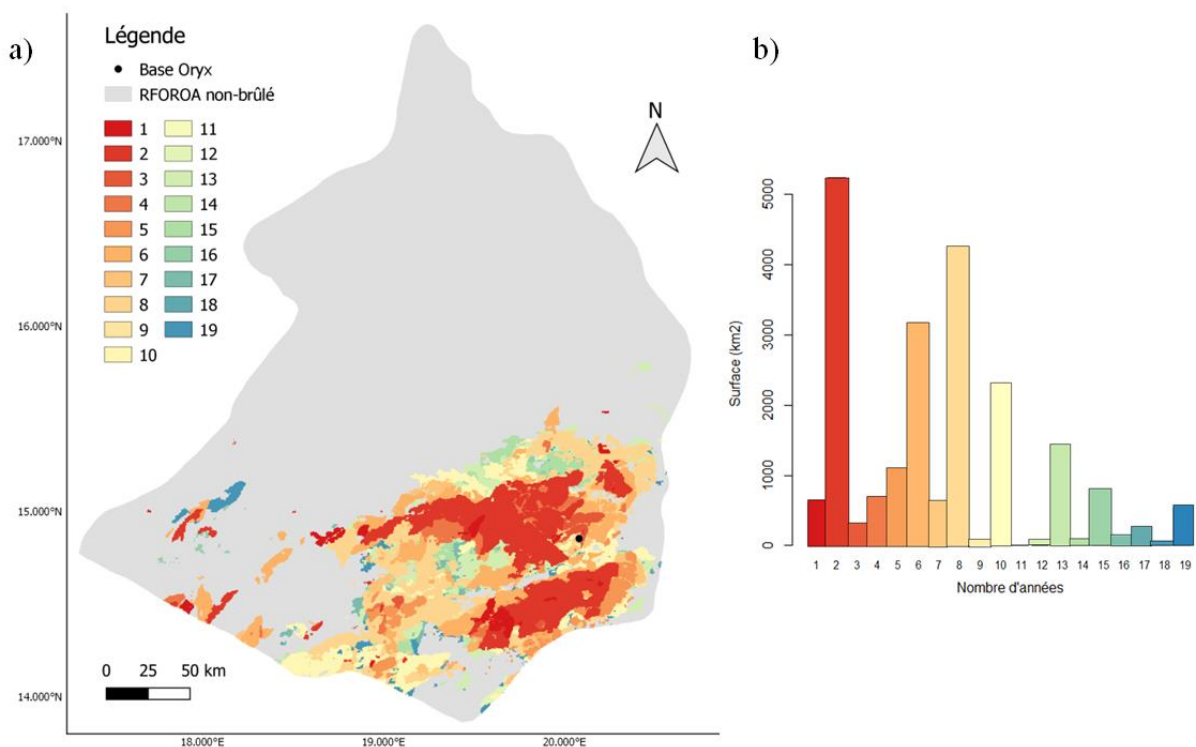 a)
Légende
Base Oryx
RFOROA non-brûlé
1
2
3
4
5
6
7
8
9
10
11
12
13
14
15
16
17
18
19
N
17.000°N
16.000°N
15.000°N
14.000°N
0 25 50 km
18.000°E 19.000°E 20.000°E
b)
Surface (km2)
5000
4000
3000
2000
1000
0
1 2 3 4 5 6 7 8 9 10 11 12 13 14 15 16 17 18 19
Nombre d'années